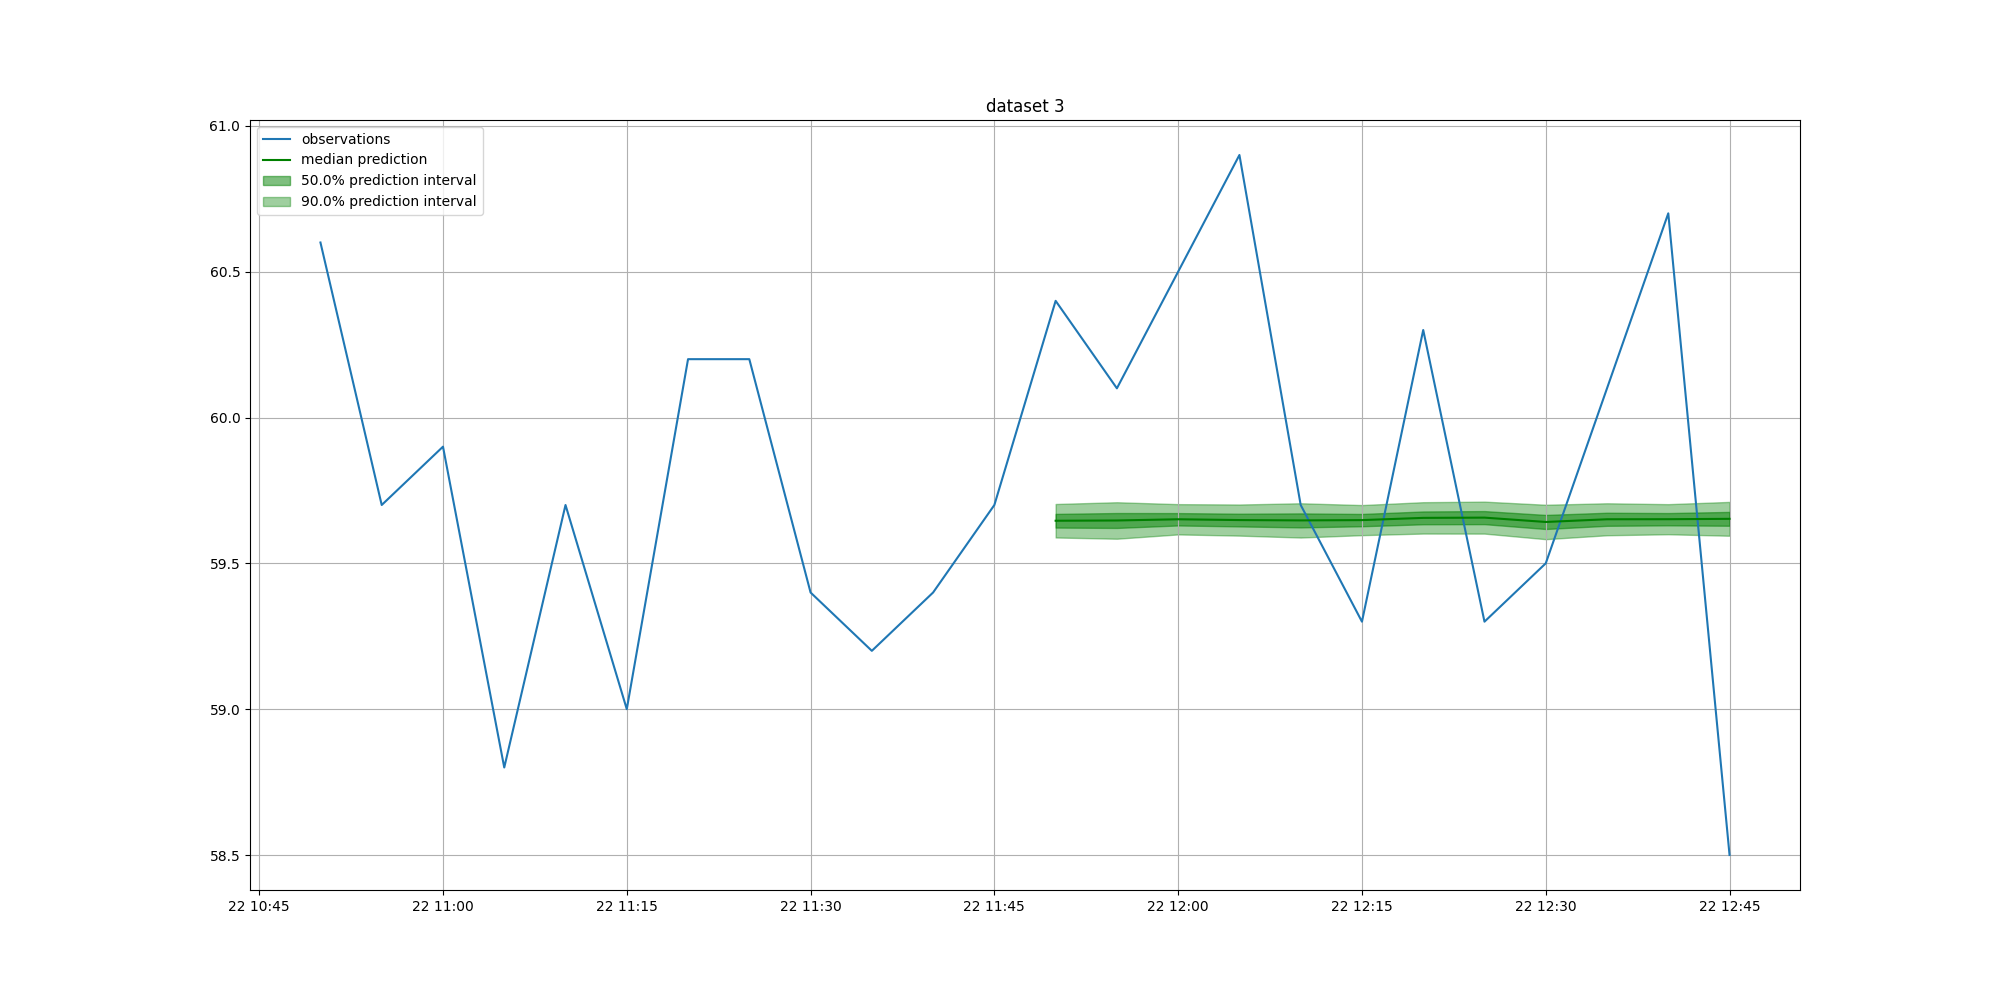 dataset 3
61.0
60.5
60.0
59.5
59.0
58.5
observations
median prediction
50.0% prediction interval
90.0% prediction interval
22 10:45 22 11:00 22 11:15 22 11:30 22 11:45 22 12:00 22 12:15 22 12:30 22 12:45